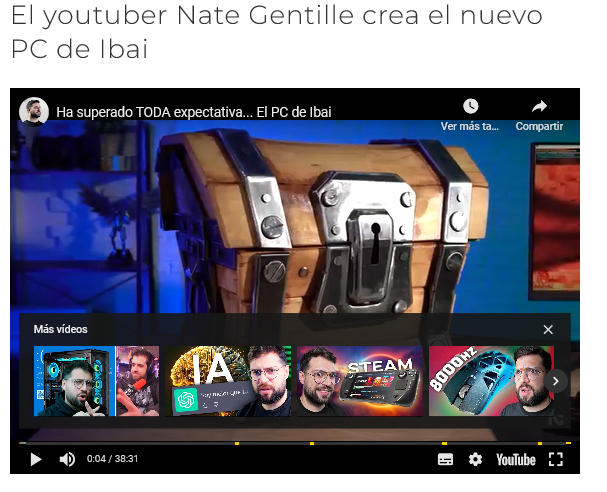 El youtuber Nate Gentille crea el nuevo
PC de Ibai
Ha superado TODA expectativa... El PC de Ibai
Ver más ta...
Compartir
Más vídeos
IA
STEAM
8000Hz
0:04 / 38:31
YouTube